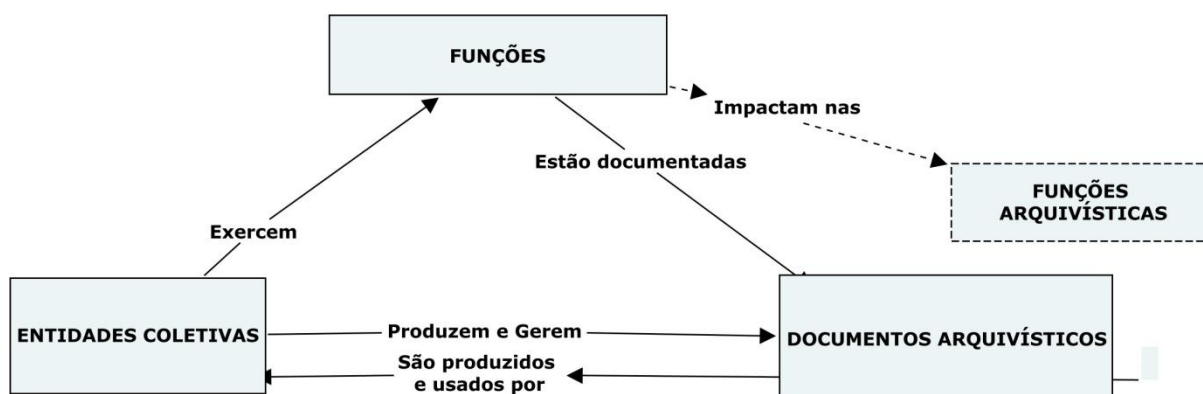 FUNÇÕES
Impactam nas
Estão documentadas
FUNÇÕES
ARQUIVÍSTICAS
Exercem
ENTIDADES COLETIVAS
Produzem e Gerem
DOCUMENTOS ARQUIVÍSTICOS
São produzidos
e usados por